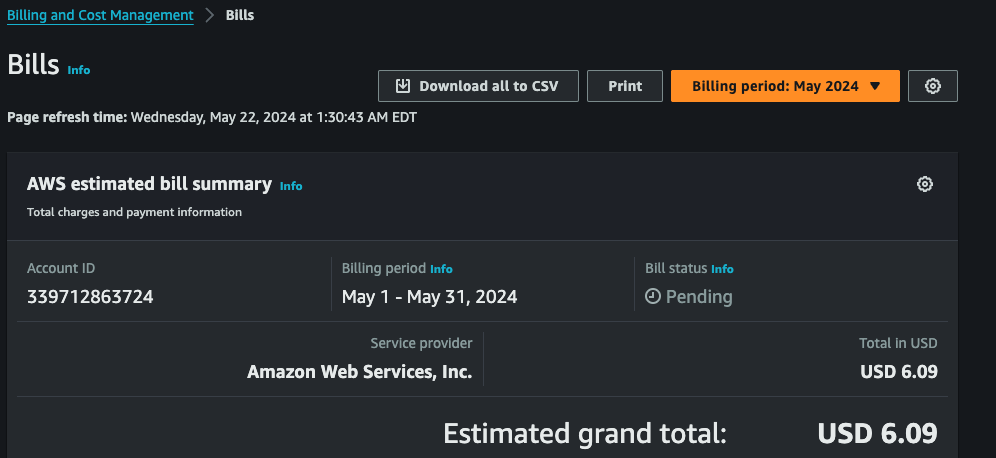 Billing and Cost Management > Bills
Bills Info
Download all to CSV Print Billing period: May 2024
Page refresh time: Wednesday, May 22, 2024 at 1:30:43 AM EDT
AWS estimated bill summary Info
Total charges and payment information
Account ID Billing period Info Bill status Info
339712863724 May 1 - May 31, 2024 Pending
Service provider Total in USD
Amazon Web Services, Inc. USD 6.09
Estimated grand total: USD 6.09